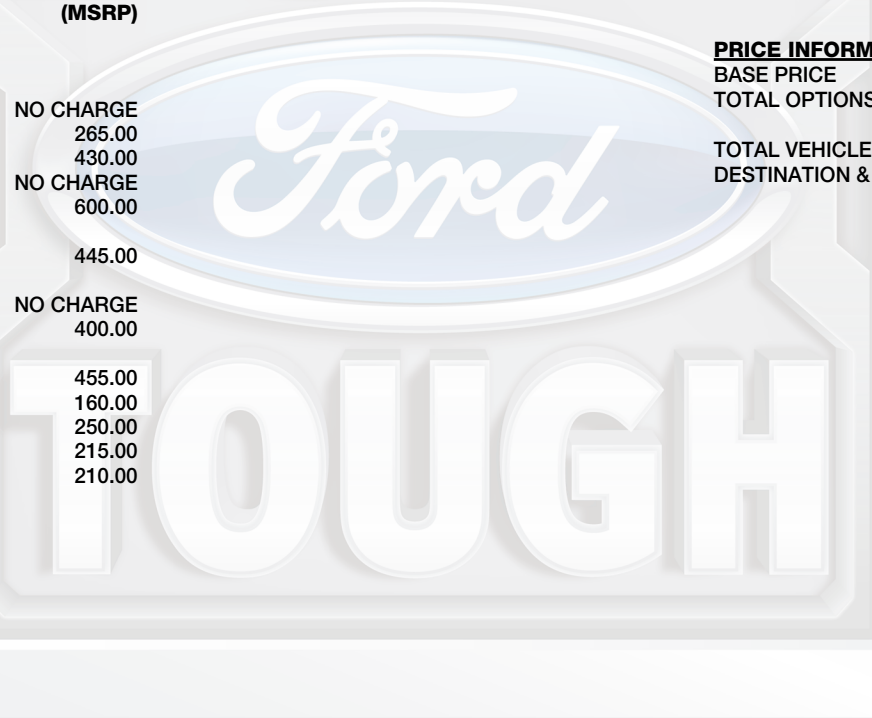 (MSRP)
NO CHARGE
265.00
430.00
NO CHARGE
600.00
445.00
NO CHARGE
400.00
455.00
160.00
250.00
215.00
210.00
PRICE INFORM
BASE PRICE
TOTAL OPTIONS
TOTAL VEHICLE
DESTINATION &
Ford
TOUGH